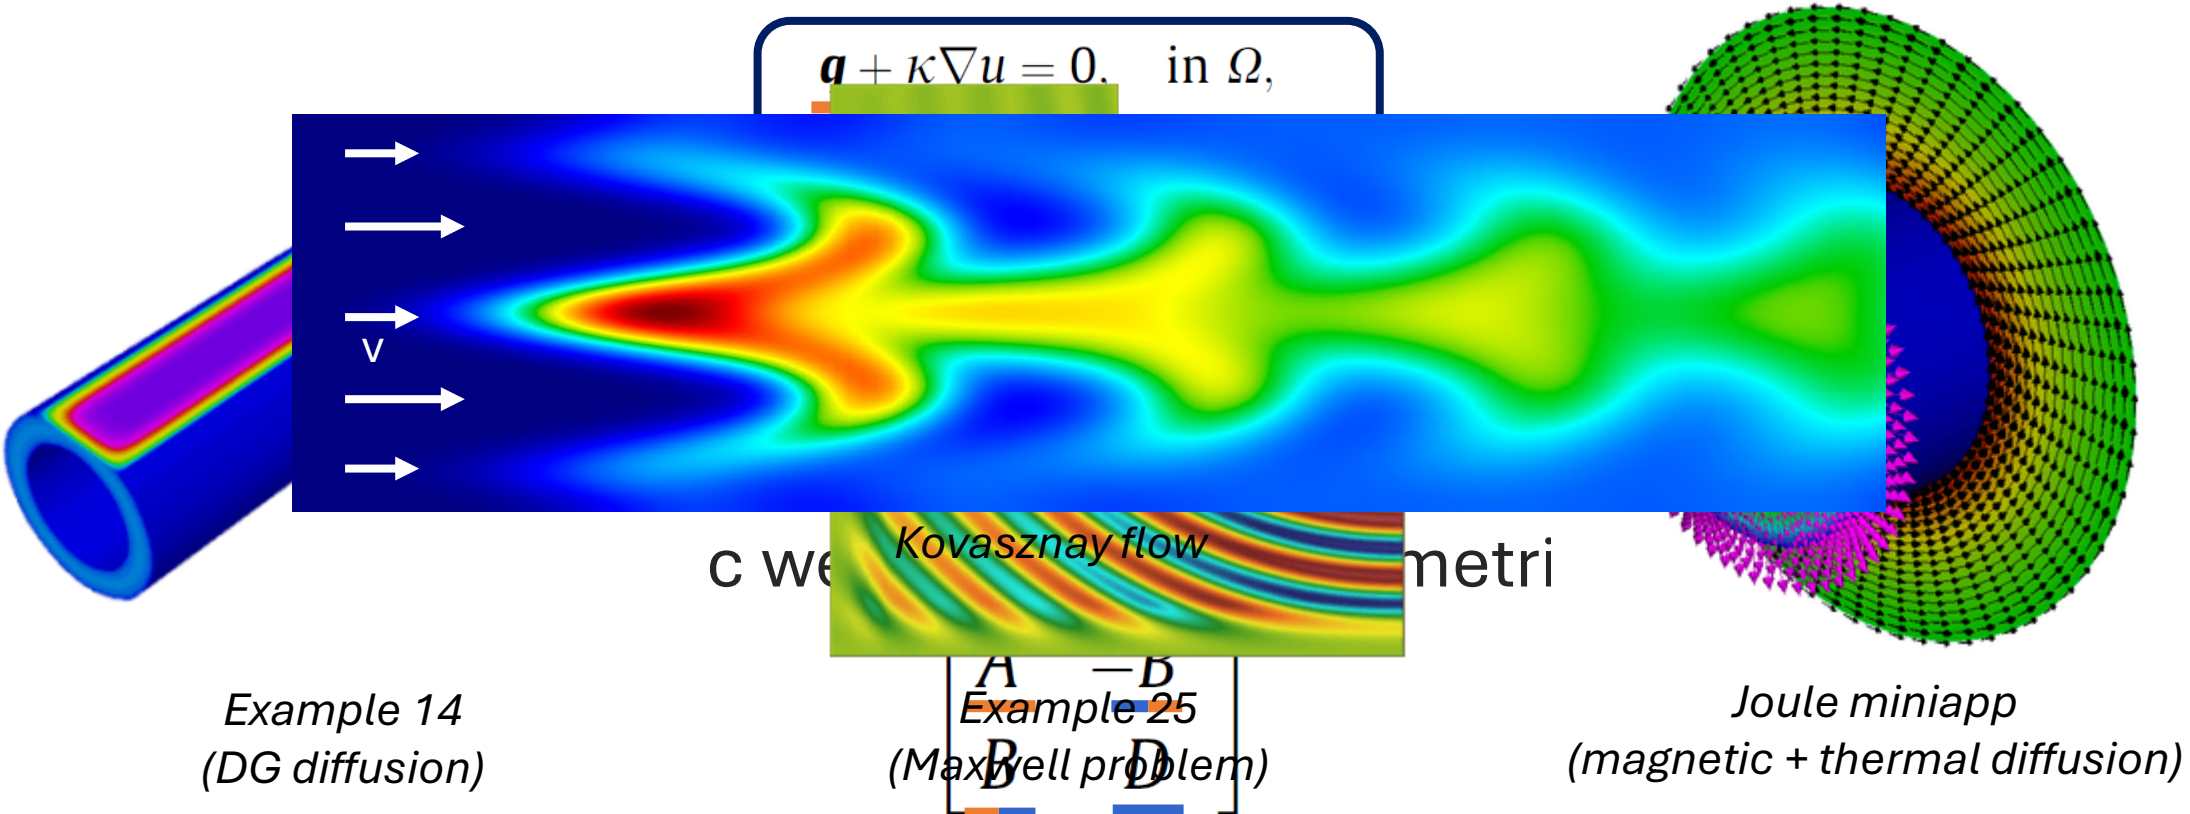 q + κ∇u = 0, in Ω,
v
Kovasznay flow
c we
metri
A −B
Example 14
(DG diffusion)
Example 25
(Maxwell problem)
B D
Joule miniapp
(magnetic + thermal diffusion)